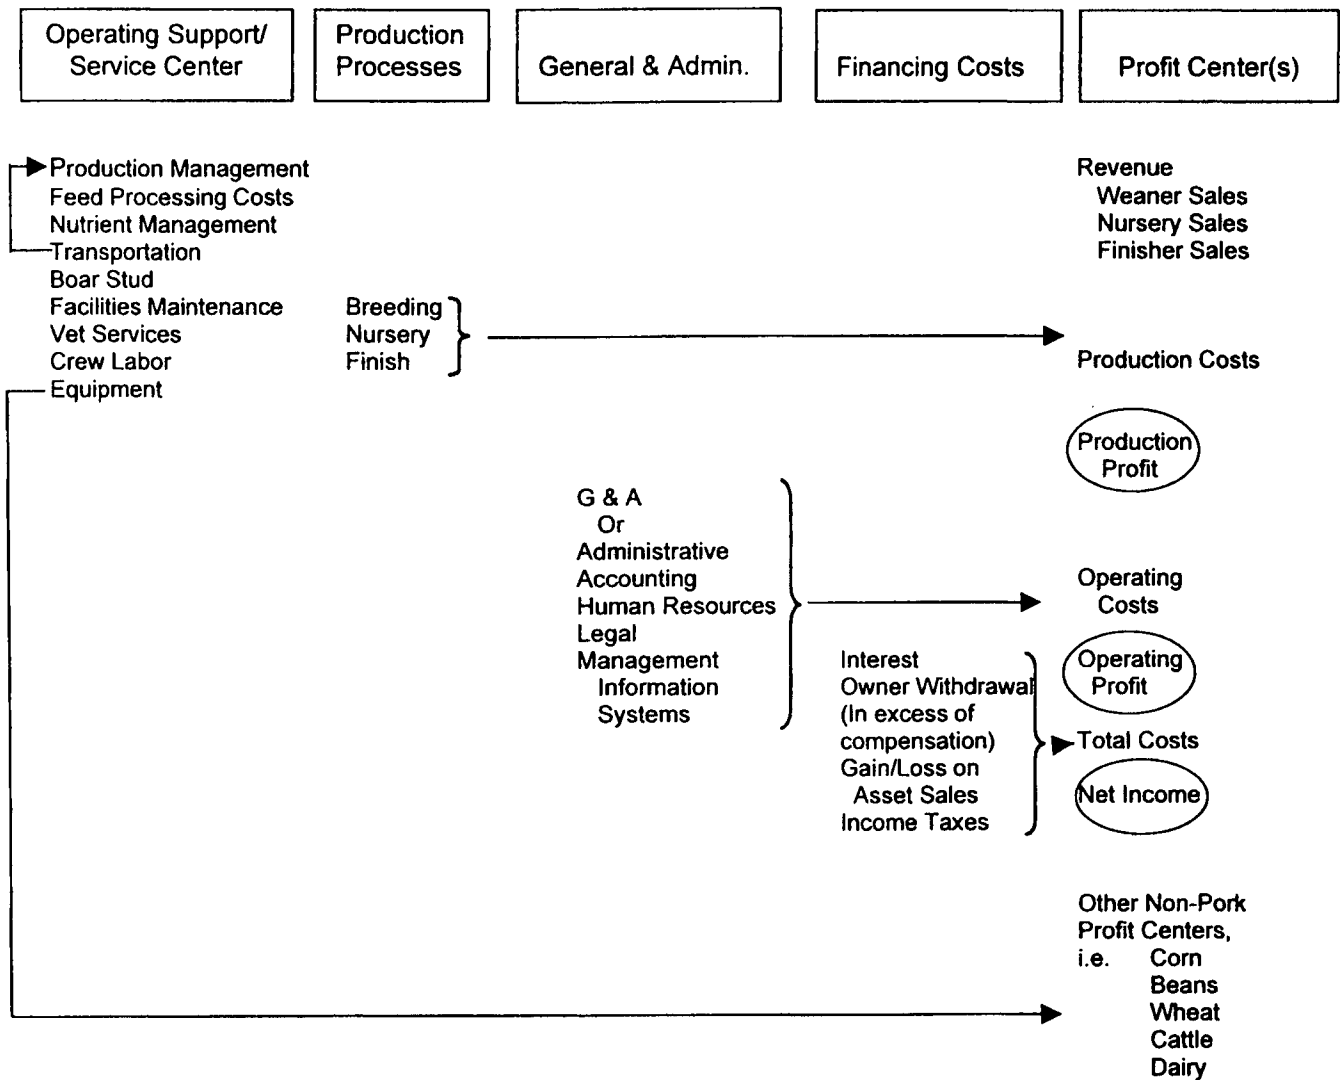 Operating Support/
Service Center
Production
Processes
General & Admin.
Financing Costs
Profit Center(s)
Production Management
Feed Processing Costs
Nutrient Management
Transportation
Boar Stud
Facilities Maintenance
Vet Services
Crew Labor
Equipment
Breeding
Nursery
Finish
G & A
Or
Administrative
Accounting
Human Resources
Legal
Management
Information
Systems
Interest
Owner Withdrawal
(In excess of
compensation)
Gain/Loss on
Asset Sales
Income Taxes
Revenue
Weaner Sales
Nursery Sales
Finisher Sales
Production Costs
Production
Profit
Operating
Costs
Operating
Profit
Total Costs
Net Income
Other Non-Pork
Profit Centers,
i.e. Corn
Beans
Wheat
Cattle
Dairy